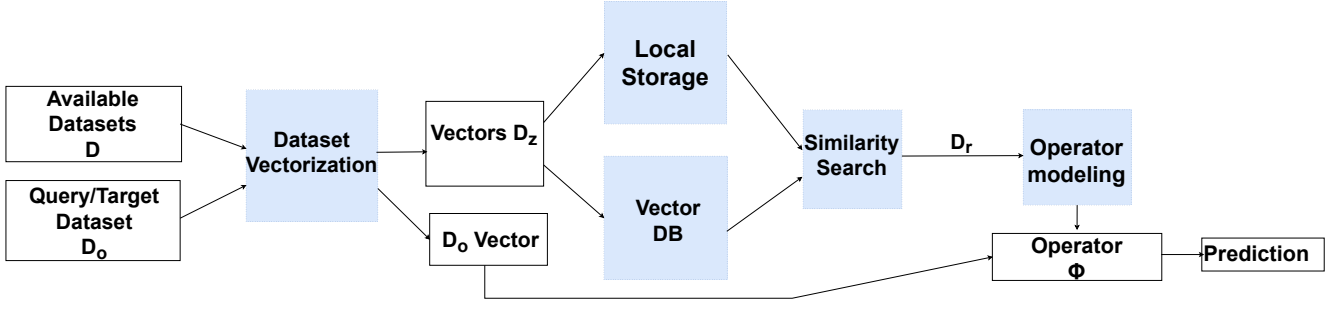 Available
Datasets
D
Query/Target
Dataset
Dₒ
Dataset
Vectorization
Vectors D_z
Dₒ Vector
Local
Storage
Vector
DB
Similarity
Search
Dᵣ
Operator
modeling
Operator
Φ
Prediction